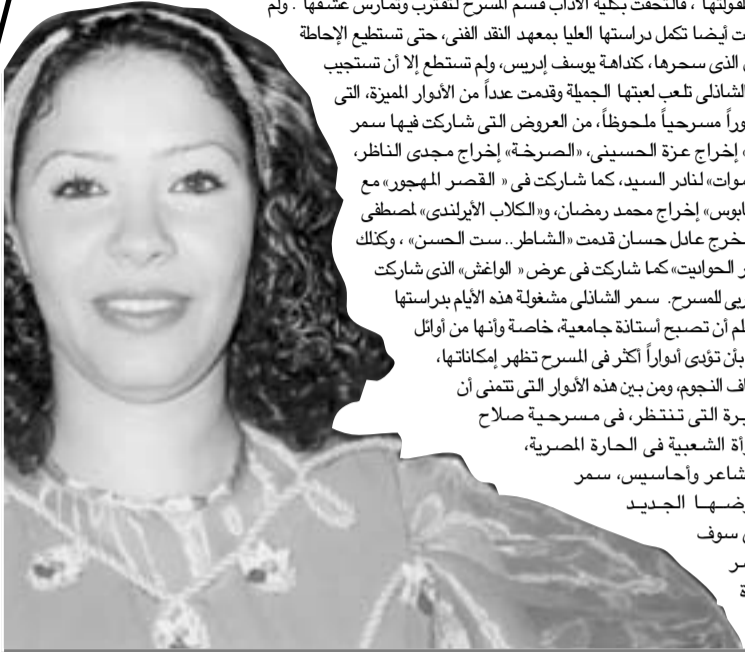 لفولتها ، فالتحقت بكلية الآداب قسم المسرح لتقترب وتمارس عشقها . ولم
ت أيضا تكمل دراستها العليا بمعهد النقد الفنى، حتى تستطيع الإحاطة
الذى سحرها، كنداهة يوسف إدريس، ولم تستطع إلا أن تستجيب
الشاذلى تلعب لعبتها الجميلة وقدمت عدداً من الأدوار المميزة، التى
وراً مسرحياً ملحوظاً، من العروض التى شاركت فيها سمر
» إخراج عزة الحسينى، «الصرخة» إخراج مجدى الناظر،
موات» لنادر السيد، كما شاركت فى « القصر المهجور» مع
ابوس» إخراج محمد رمضان، و«الكلاب الأيرلندى» لمصطفى
خرج عادل حسان قدمت «الشاطر.. ست الحسن» ، وكذلك
ر الحواديت» كما شاركت فى عرض « الواغش» الذى شاركت
ريى للمسرح. سمر الشاذلى مشغولة هذه الأيام بدراستها
لم أن تصبح أستاذة جامعية، خاصة وأنها من أوائل
بأن تؤدى أدواراً أكثر فى المسرح تظهر إمكاناتها،
اف النجوم، ومن بين هذه الأدوار التى تتمنى أن
يرة التى تنتظر، فى مسرحية صلاح
رأة الشعبية فى الحارة المصرية،
شاعر وأحاسيس، سمر
رضها الجديد
سوف
ـر
ة